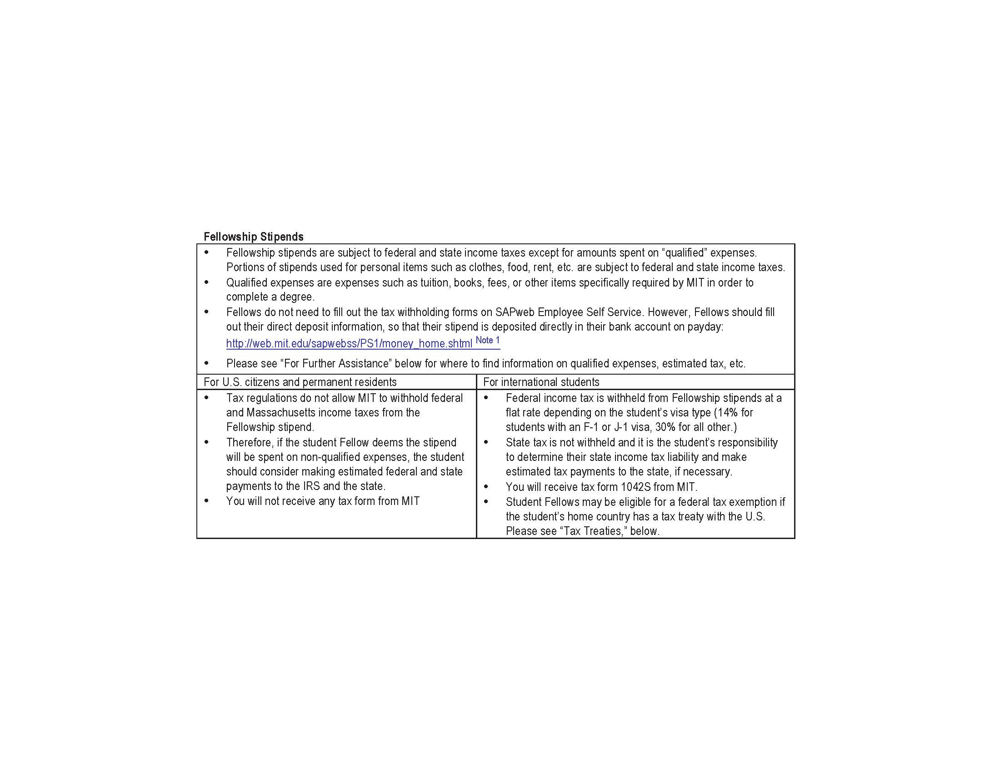 Fellowship Stipends
• Fellowship stipends are subject to federal and state income taxes except for amounts spent on “qualified” expenses.
Portions of stipends used for personal items such as clothes, food, rent, etc. are subject to federal and state income taxes.
• Qualified expenses are expenses such as tuition, books, fees, or other items specifically required by MIT in order to
complete a degree.
• Fellows do not need to fill out the tax withholding forms on SAPweb Employee Self Service. However, Fellows should fill
out their direct deposit information, so that their stipend is deposited directly in their bank account on payday:
http://web.mit.edu/sapwebss/PS1/money_home.shtml Note 1
• Please see “For Further Assistance” below for where to find information on qualified expenses, estimated tax, etc.
For U.S. citizens and permanent residents
• Tax regulations do not allow MIT to withhold federal
and Massachusetts income taxes from the
Fellowship stipend.
• Therefore, if the student Fellow deems the stipend
will be spent on non-qualified expenses, the student
should consider making estimated federal and state
payments to the IRS and the state.
• You will not receive any tax form from MIT
For international students
• Federal income tax is withheld from Fellowship stipends at a
flat rate depending on the student’s visa type (14% for
students with an F-1 or J-1 visa, 30% for all other.)
• State tax is not withheld and it is the student’s responsibility
to determine their state income tax liability and make
estimated tax payments to the state, if necessary.
• You will receive tax form 1042S from MIT.
• Student Fellows may be eligible for a federal tax exemption if
the student’s home country has a tax treaty with the U.S.
Please see “Tax Treaties,” below.